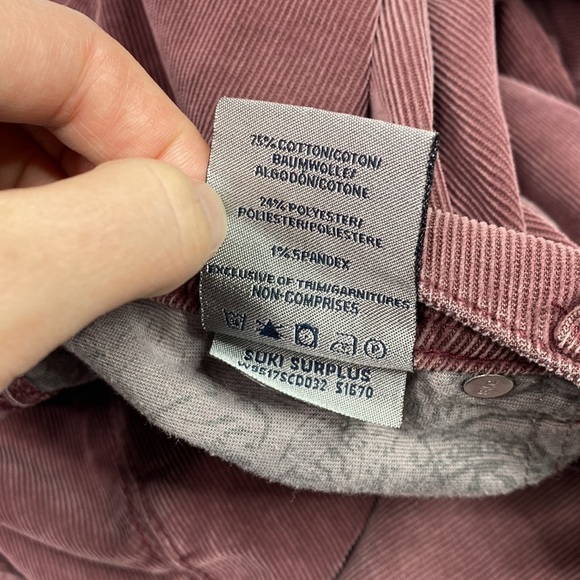 75% COTTON/COTON/
BAUMWOLLE/
ALGODÓN/COTONE
24% POLYESTER/
POLIESTER/POLIESTERE
1% SPANDEX
EXCLUSIVE OF TRIM/GARNITURES
NON-COMPRISES
SUKI SURPLUS
W9517SCD032 S1670